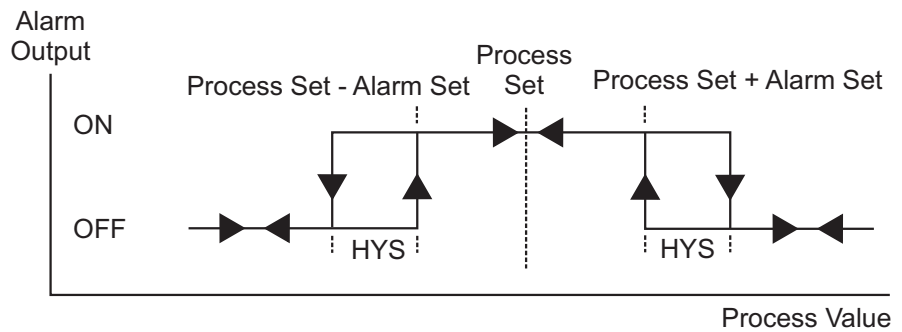 Alarm
Output
Process
Set
Process Set - Alarm Set
Process Set + Alarm Set
ON
OFF
HYS
HYS
Process Value